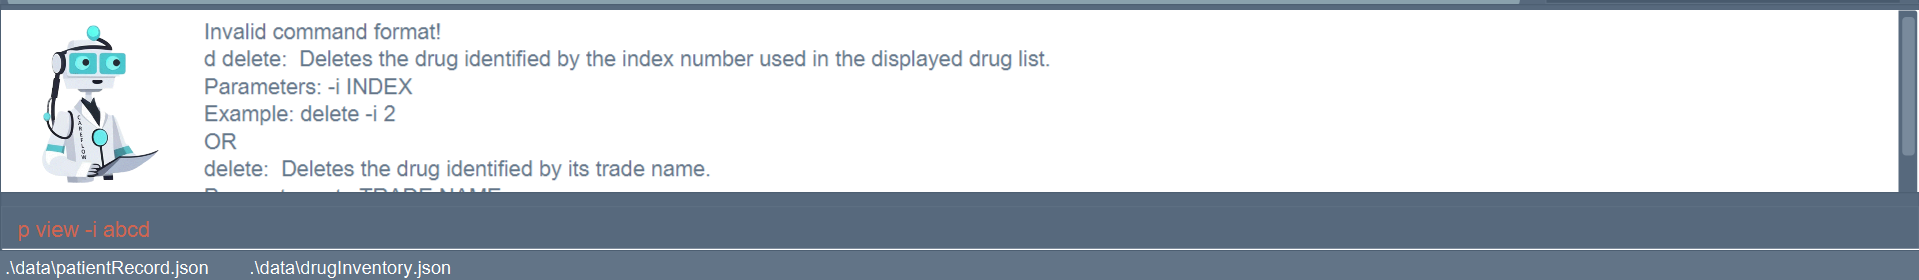 Invalid command format!
d delete:  Deletes the drug identified by the index number used in the displayed drug list.
Parameters: -i INDEX
Example: delete -i 2
OR
delete:  Deletes the drug identified by its trade name.
CAREFLOW
p view -i abcd
.\data\patientRecord.json
.\data\drugInventory.json